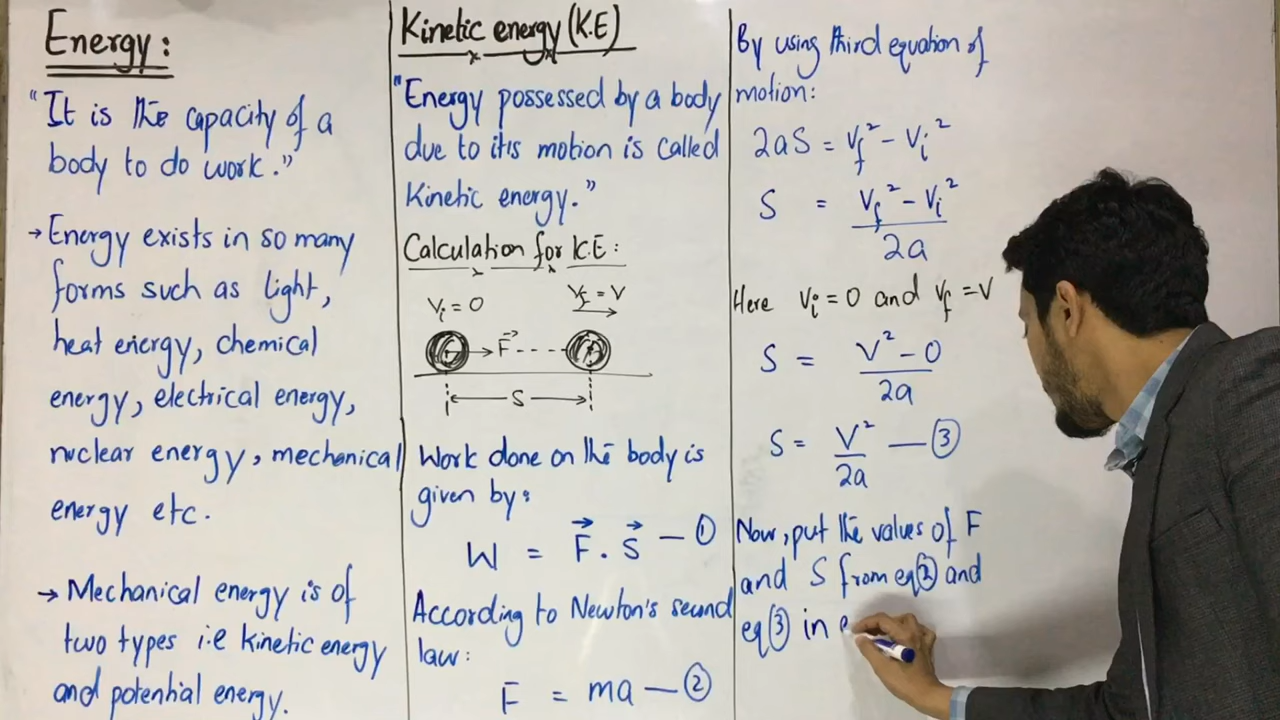 Energy:
"It is the capacity of a
body to do work."
→ Energy exists in so many
forms such as light,
heat energy, chemical
energy, electrical energy,
nuclear energy, mechanical
energy etc.
→ Mechanical energy is of
two types i.e kinetic energy
and potential energy.
Kinetic energy (K.E)
"Energy possessed by a body
due to its motion is called
Kinetic energy."
Calculation for K.E:
Vi = 0 Vf = V
F
S
Work done on the body is
given by:
W = F . S — ①
According to Newton's second
law:
F = ma — ②
By using third equation of
motion:
2aS = Vf² - Vi²
S = Vf² - Vi² / 2a
Here Vi = 0 and Vf = V
S = V² - 0 / 2a
S = V² / 2a — ③
Now, put the values of F
and S from eq② and
eq③ in